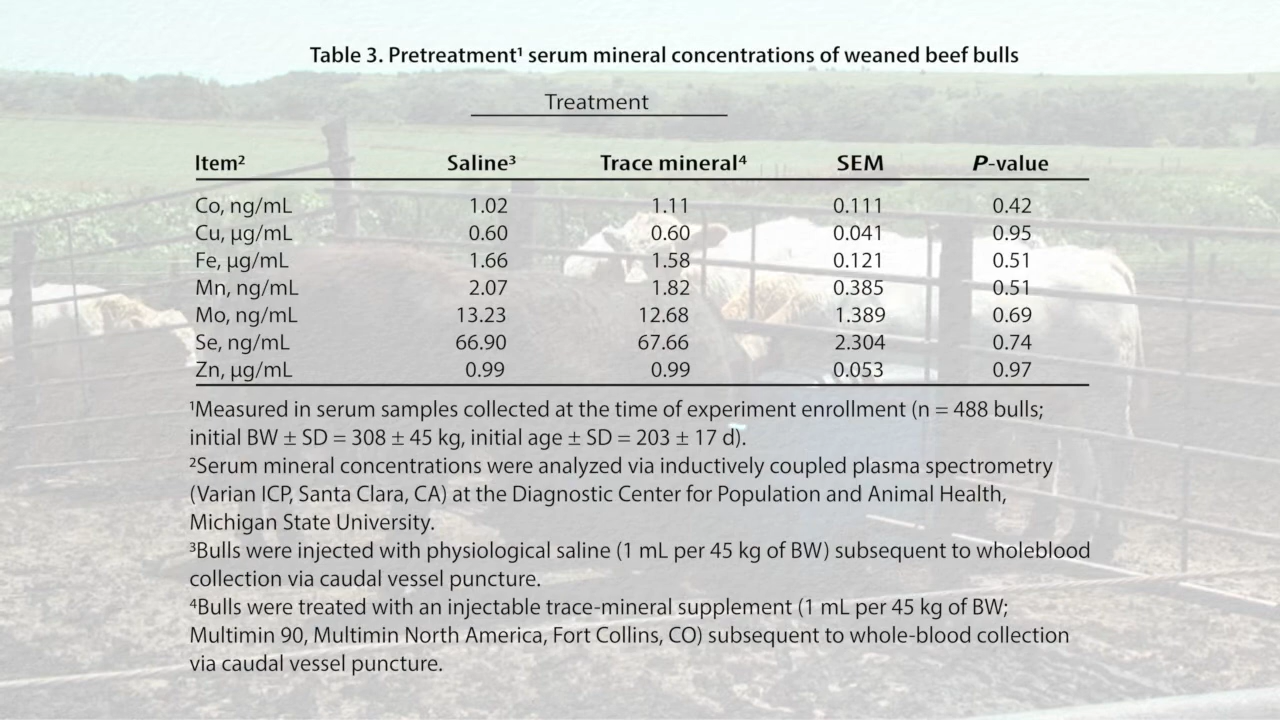 Table 3. Pretreatment¹ serum mineral concentrations of weaned beef bulls
Treatment
Item² Saline³ Trace mineral⁴ SEM P-value
Co, ng/mL 1.02 1.11 0.111 0.42
Cu, µg/mL 0.60 0.60 0.041 0.95
Fe, µg/mL 1.66 1.58 0.121 0.51
Mn, ng/mL 2.07 1.82 0.385 0.51
Mo, ng/mL 13.23 12.68 1.389 0.69
Se, ng/mL 66.90 67.66 2.304 0.74
Zn, µg/mL 0.99 0.99 0.053 0.97
¹Measured in serum samples collected at the time of experiment enrollment (n = 488 bulls;
initial BW ± SD = 308 ± 45 kg, initial age ± SD = 203 ± 17 d).
²Serum mineral concentrations were analyzed via inductively coupled plasma spectrometry
(Varian ICP, Santa Clara, CA) at the Diagnostic Center for Population and Animal Health,
Michigan State University.
³Bulls were injected with physiological saline (1 mL per 45 kg of BW) subsequent to wholeblood
collection via caudal vessel puncture.
⁴Bulls were treated with an injectable trace-mineral supplement (1 mL per 45 kg of BW;
Multimin 90, Multimin North America, Fort Collins, CO) subsequent to whole-blood collection
via caudal vessel puncture.